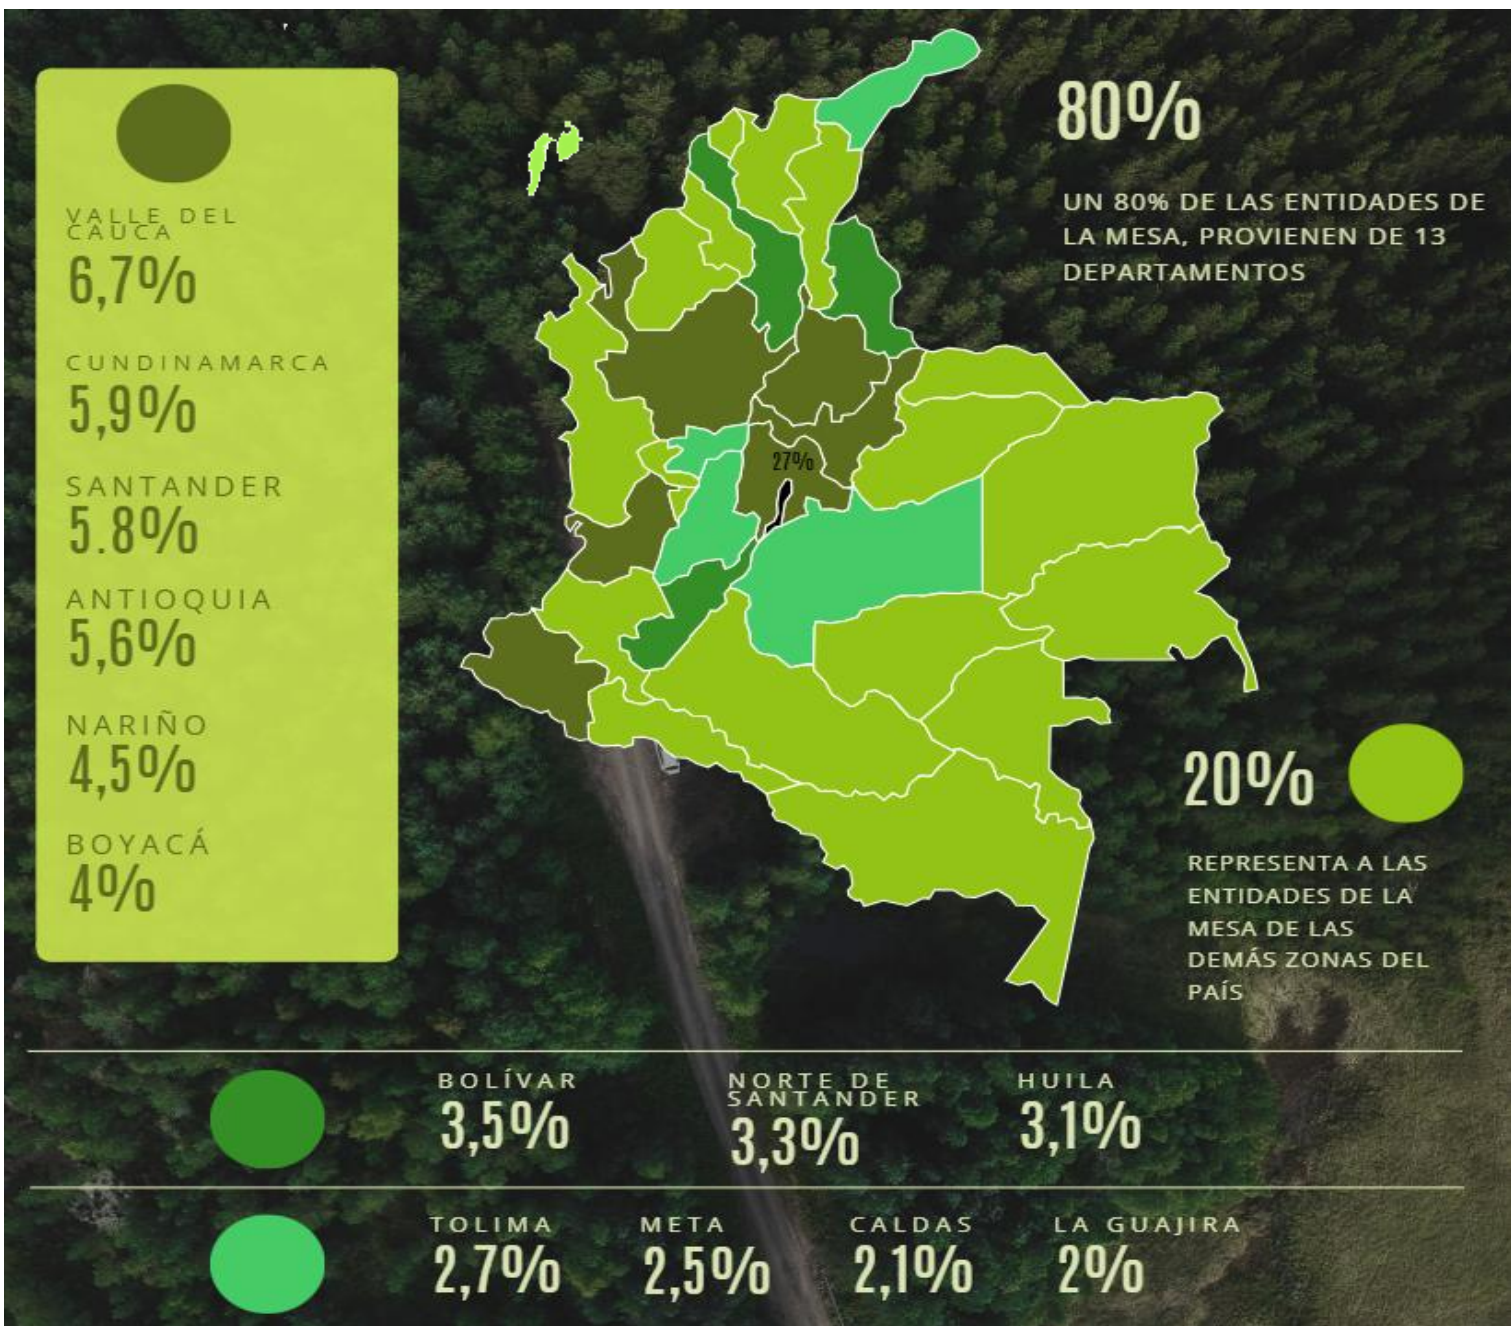 VALLE DEL
CAUCA
6,7%
CUNDINAMARCA
5,9%
SANTANDER
5.8%
ANTIOQUIA
5,6%
NARIÑO
4,5%
BOYACÁ
4%
27%
80%
UN 80% DE LAS ENTIDADES DE
LA MESA, PROVIENEN DE 13
DEPARTAMENTOS
20%
REPRESENTA A LAS
ENTIDADES DE LA
MESA DE LAS
DEMÁS ZONAS DEL
PAÍS
BOLÍVAR
3,5%
NORTE DE
SANTANDER
3,3%
HUILA
3,1%
TOLIMA
2,7%
META
2,5%
CALDAS
2,1%
LA GUAJIRA
2%